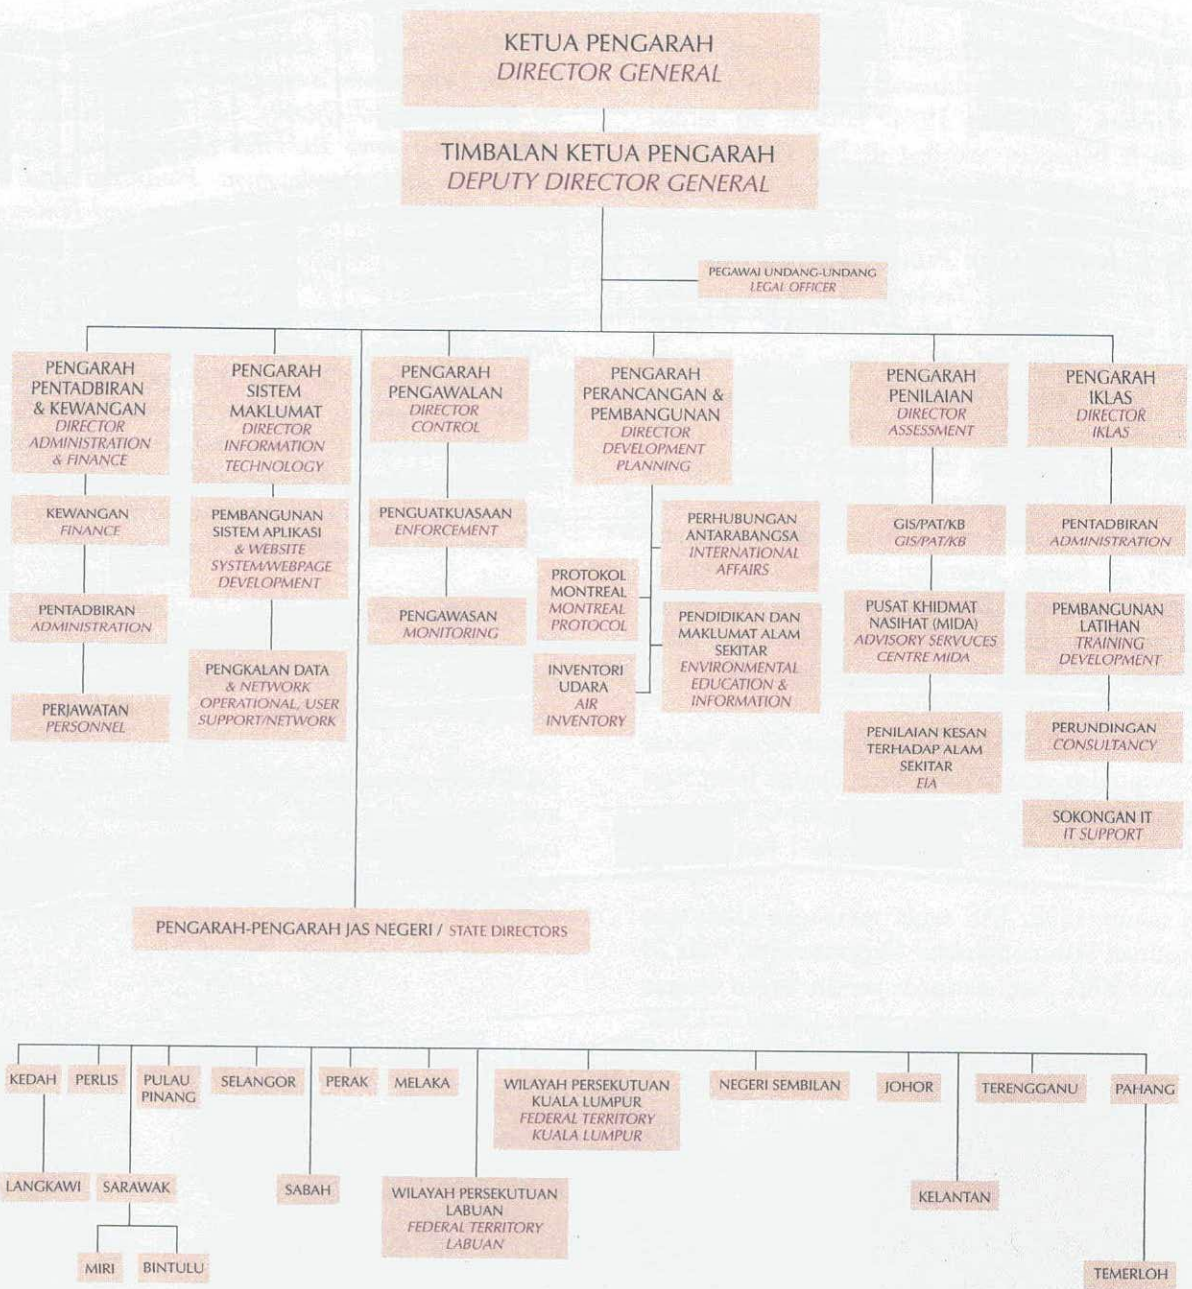 KETUA PENGARAH
DIRECTOR GENERAL
TIMBALAN KETUA PENGARAH
DEPUTY DIRECTOR GENERAL
PEGAWAI UNDANG-UNDANG
LEGAL OFFICER
PENGARAH
PENTADBIRAN
& KEWANGAN
DIRECTOR
ADMINISTRATION
& FINANCE
KEWANGAN
FINANCE
PENTADBIRAN
ADMINISTRATION
PERJAWATAN
PERSONNEL
PENGARAH
SISTEM
MAKLUMAT
DIRECTOR
INFORMATION
TECHNOLOGY
PEMBANGUNAN
SISTEM APLIKASI
& WEBSITE
SYSTEM/WEBPAGE
DEVELOPMENT
PENGKALAN DATA
& NETWORK
OPERATIONAL, USER
SUPPORT/NETWORK
PENGARAH
PENGAWALAN
DIRECTOR
CONTROL
PENGUATKUASAAN
ENFORCEMENT
PENGAWASAN
MONITORING
PENGARAH
PERANCANGAN &
PEMBANGUNAN
DIRECTOR
DEVELOPMENT
PLANNING
PERHUBUNGAN
ANTARABANGSA
INTERNATIONAL
AFFAIRS
PROTOKOL
MONTREAL
MONTREAL
PROTOCOL
PENDIDIKAN DAN
MAKLUMAT ALAM
SEKITAR
ENVIRONMENTAL
EDUCATION &
INFORMATION
INVENTORI
UDARA
AIR
INVENTORY
PENGARAH
PENILAIAN
DIRECTOR
ASSESSMENT
GIS/PAT/KB
GIS/PAT/KB
PUSAT KHIDMAT
NASIHAT (MIDA)
ADVISORY SERVUCES
CENTRE MIDA
PENILAIAN KESAN
TERHADAP ALAM
SEKITAR
EIA
PENGARAH
IKLAS
DIRECTOR
IKLAS
PENTADBIRAN
ADMINISTRATION
PEMBANGUNAN
LATIHAN
TRAINING
DEVELOPMENT
PERUNDINGAN
CONSULTANCY
SOKONGAN IT
IT SUPPORT
PENGARAH-PENGARAH JAS NEGERI / STATE DIRECTORS
KEDAH
PERLIS
PULAU
PINANG
SELANGOR
PERAK
MELAKA
WILAYAH PERSEKUTUAN
KUALA LUMPUR
FEDERAL TERRITORY
KUALA LUMPUR
NEGERI SEMBILAN
JOHOR
TERENGGANU
PAHANG
LANGKAWI
SARAWAK
SABAH
WILAYAH PERSEKUTUAN
LABUAN
FEDERAL TERRITORY
LABUAN
KELANTAN
MIRI
BINTULU
TEMERLOH